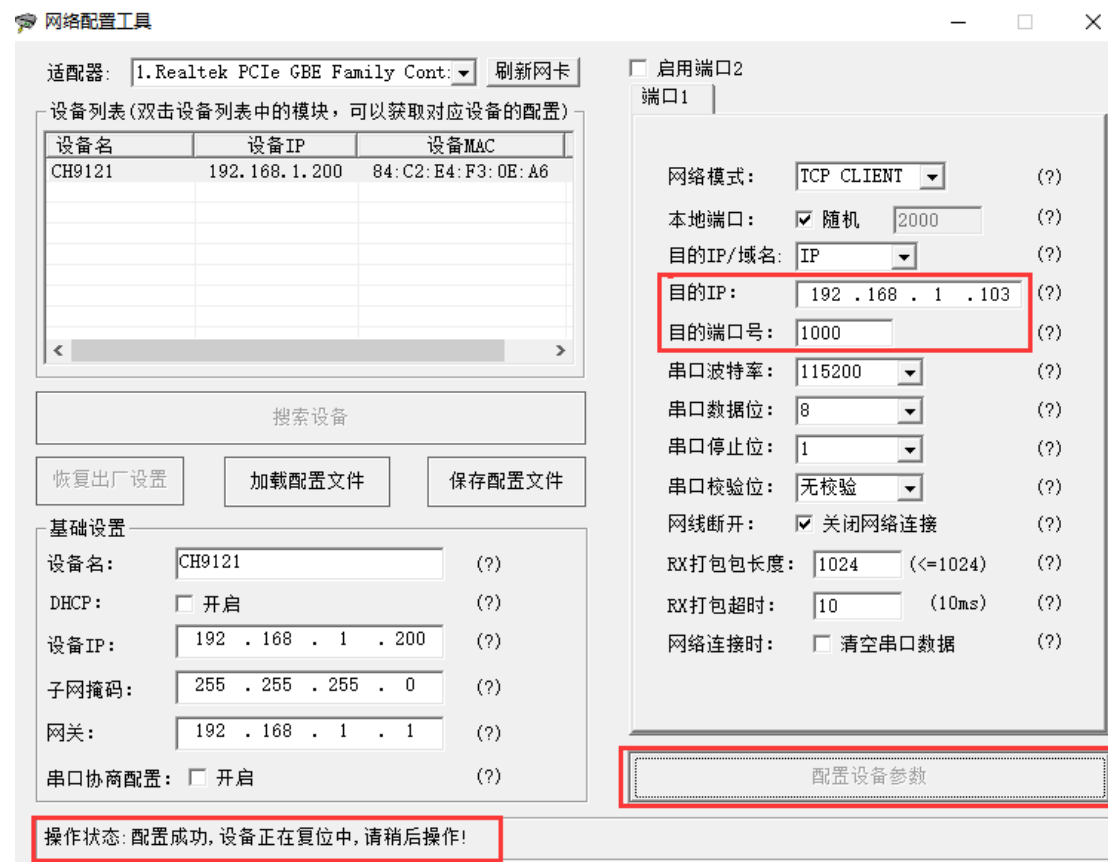 网络配置工具
适配器: 1.Realtek PCIe GBE Family Cont: 刷新网卡
设备列表(双击设备列表中的模块，可以获取对应设备的配置)
设备名 设备IP 设备MAC
CH9121 192.168.1.200 84:C2:E4:F3:0E:A6
搜索设备
恢复出厂设置 加载配置文件 保存配置文件
基础设置
设备名: CH9121 (?)
DHCP: 开启 (?)
设备IP: 192 . 168 . 1 . 200 (?)
子网掩码: 255 . 255 . 255 . 0 (?)
网关: 192 . 168 . 1 . 1 (?)
串口协商配置: 开启 (?)
启用端口2
端口1
网络模式: TCP CLIENT (?)
本地端口: 随机 2000 (?)
目的IP/域名: IP (?)
目的IP: 192 . 168 . 1 . 103 (?)
目的端口号: 1000 (?)
串口波特率: 115200 (?)
串口数据位: 8 (?)
串口停止位: 1 (?)
串口校验位: 无校验 (?)
网线断开: 关闭网络连接 (?)
RX打包包长度: 1024 (<=1024) (?)
RX打包超时: 10 (10ms) (?)
网络连接时: 清空串口数据 (?)
配置设备参数
操作状态:配置成功,设备正在复位中,请稍后操作!